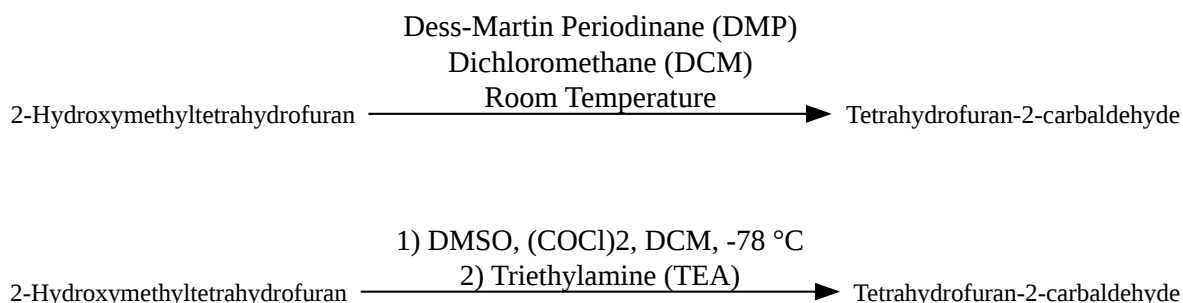 Dess-Martin Periodinane (DMP)
Dichloromethane (DCM)
Room Temperature
2-Hydroxymethyltetrahydrofuran
Tetrahydrofuran-2-carbaldehyde
1) DMSO, (COCl)2, DCM, -78 °C
2) Triethylamine (TEA)
2-Hydroxymethyltetrahydrofuran
Tetrahydrofuran-2-carbaldehyde